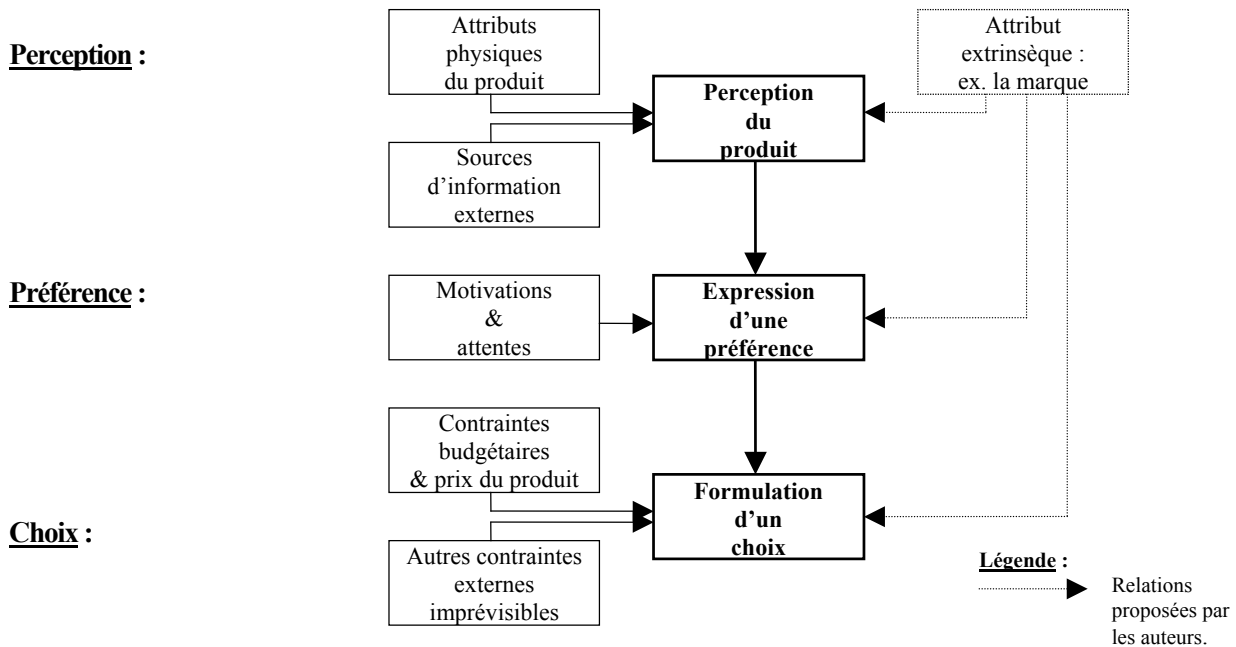 Perception :
Attributs
physiques
du produit
Attribut
extrinsèque :
ex. la marque
Perception
du
produit
Sources
d’information
externes
Préférence :
Motivations
&
attentes
Expression
d’une
préférence
Contraintes
budgétaires
& prix du produit
Formulation
d’un
choix
Choix :
Autres contraintes
externes
imprévisibles
Légende :
Relations
proposées par
les auteurs.